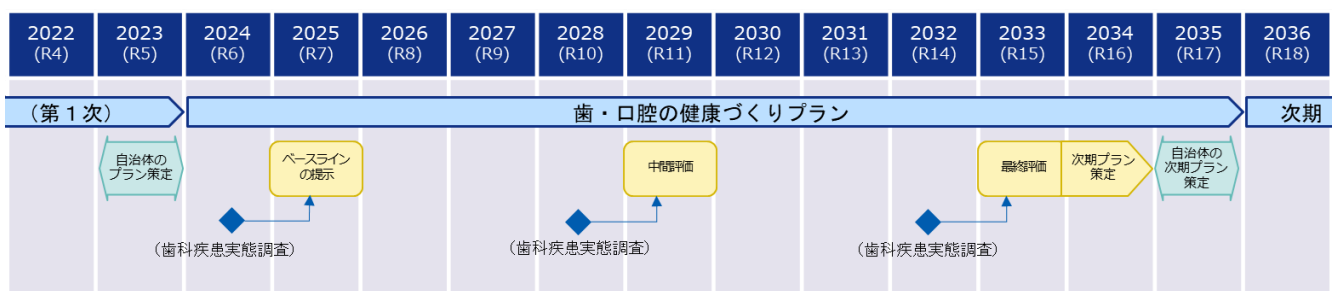 2022 2023 2024 2025 2026 2027 2028 2029 2030 2031 2032 2033 2034 2035 2036
(R4) (R5) (R6) (R7) (R8) (R9) (R10) (R11) (R12) (R13) (R14) (R15) (R16) (R17) (R18)
(第1次) 歯・口腔の健康づくりプラン 次期
自治体の
プラン策定
ベースライン
の提示
中間評価
最終評価
次期プラン
策定
自治体の
次期プラン
策定
(歯科疾患実態調査) (歯科疾患実態調査) (歯科疾患実態調査)